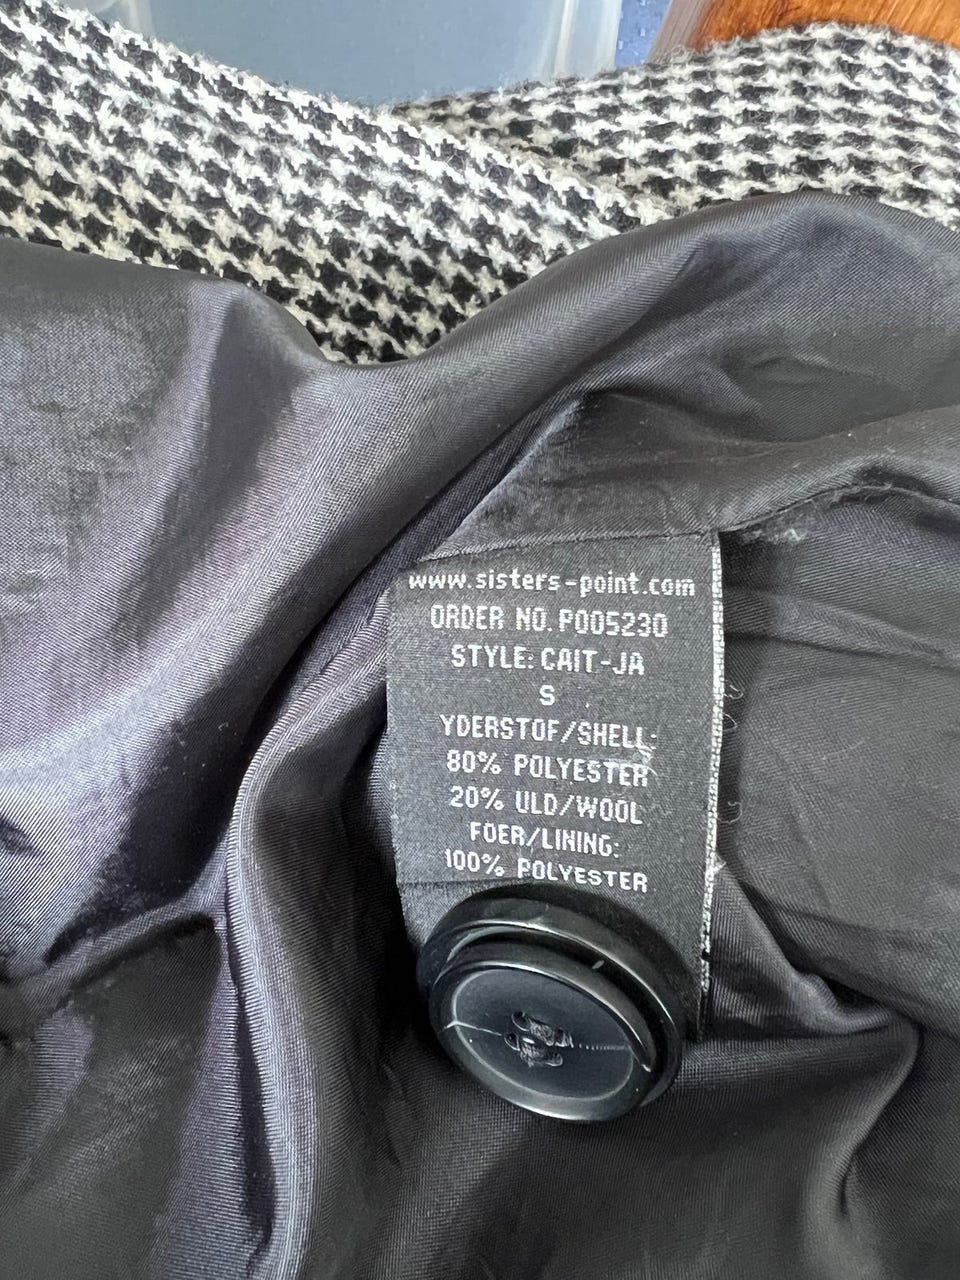 www.sisters-point.com
ORDER NO. P005230
STYLE: CAIT-JA
S
YDERSTOF/SHELL:
80% POLYESTER
20% ULD/WOOL
FOER/LINING:
100% POLYESTER